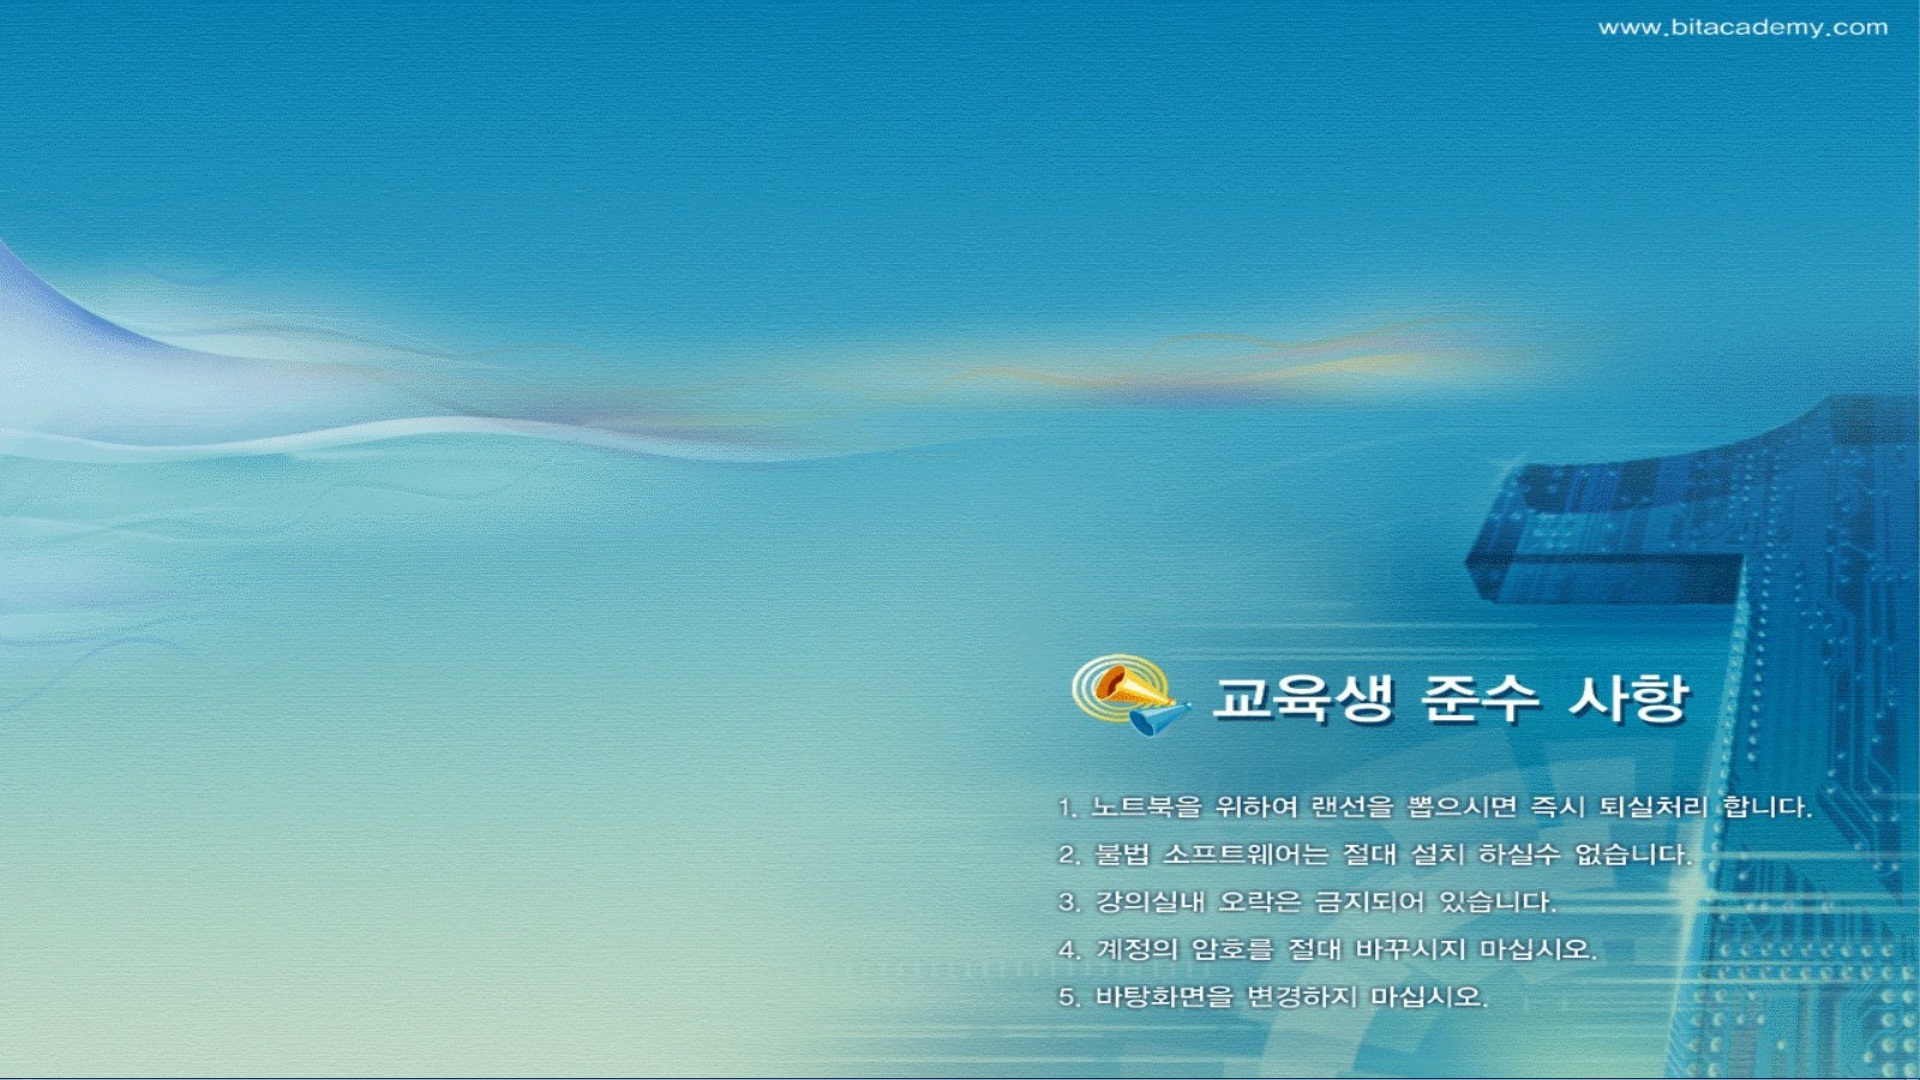 www.bitacademy.com
교육생 준수 사항
1. 노트북을 위하여 랜선을 뽑으시면 즉시 퇴실처리 합니다.
2. 불법 소프트웨어는 절대 설치 하실수 없습니다.
3. 강의실내 오락은 금지되어 있습니다.
4. 계정의 암호를 절대 바꾸시지 마십시오.
5. 바탕화면을 변경하지 마십시오.